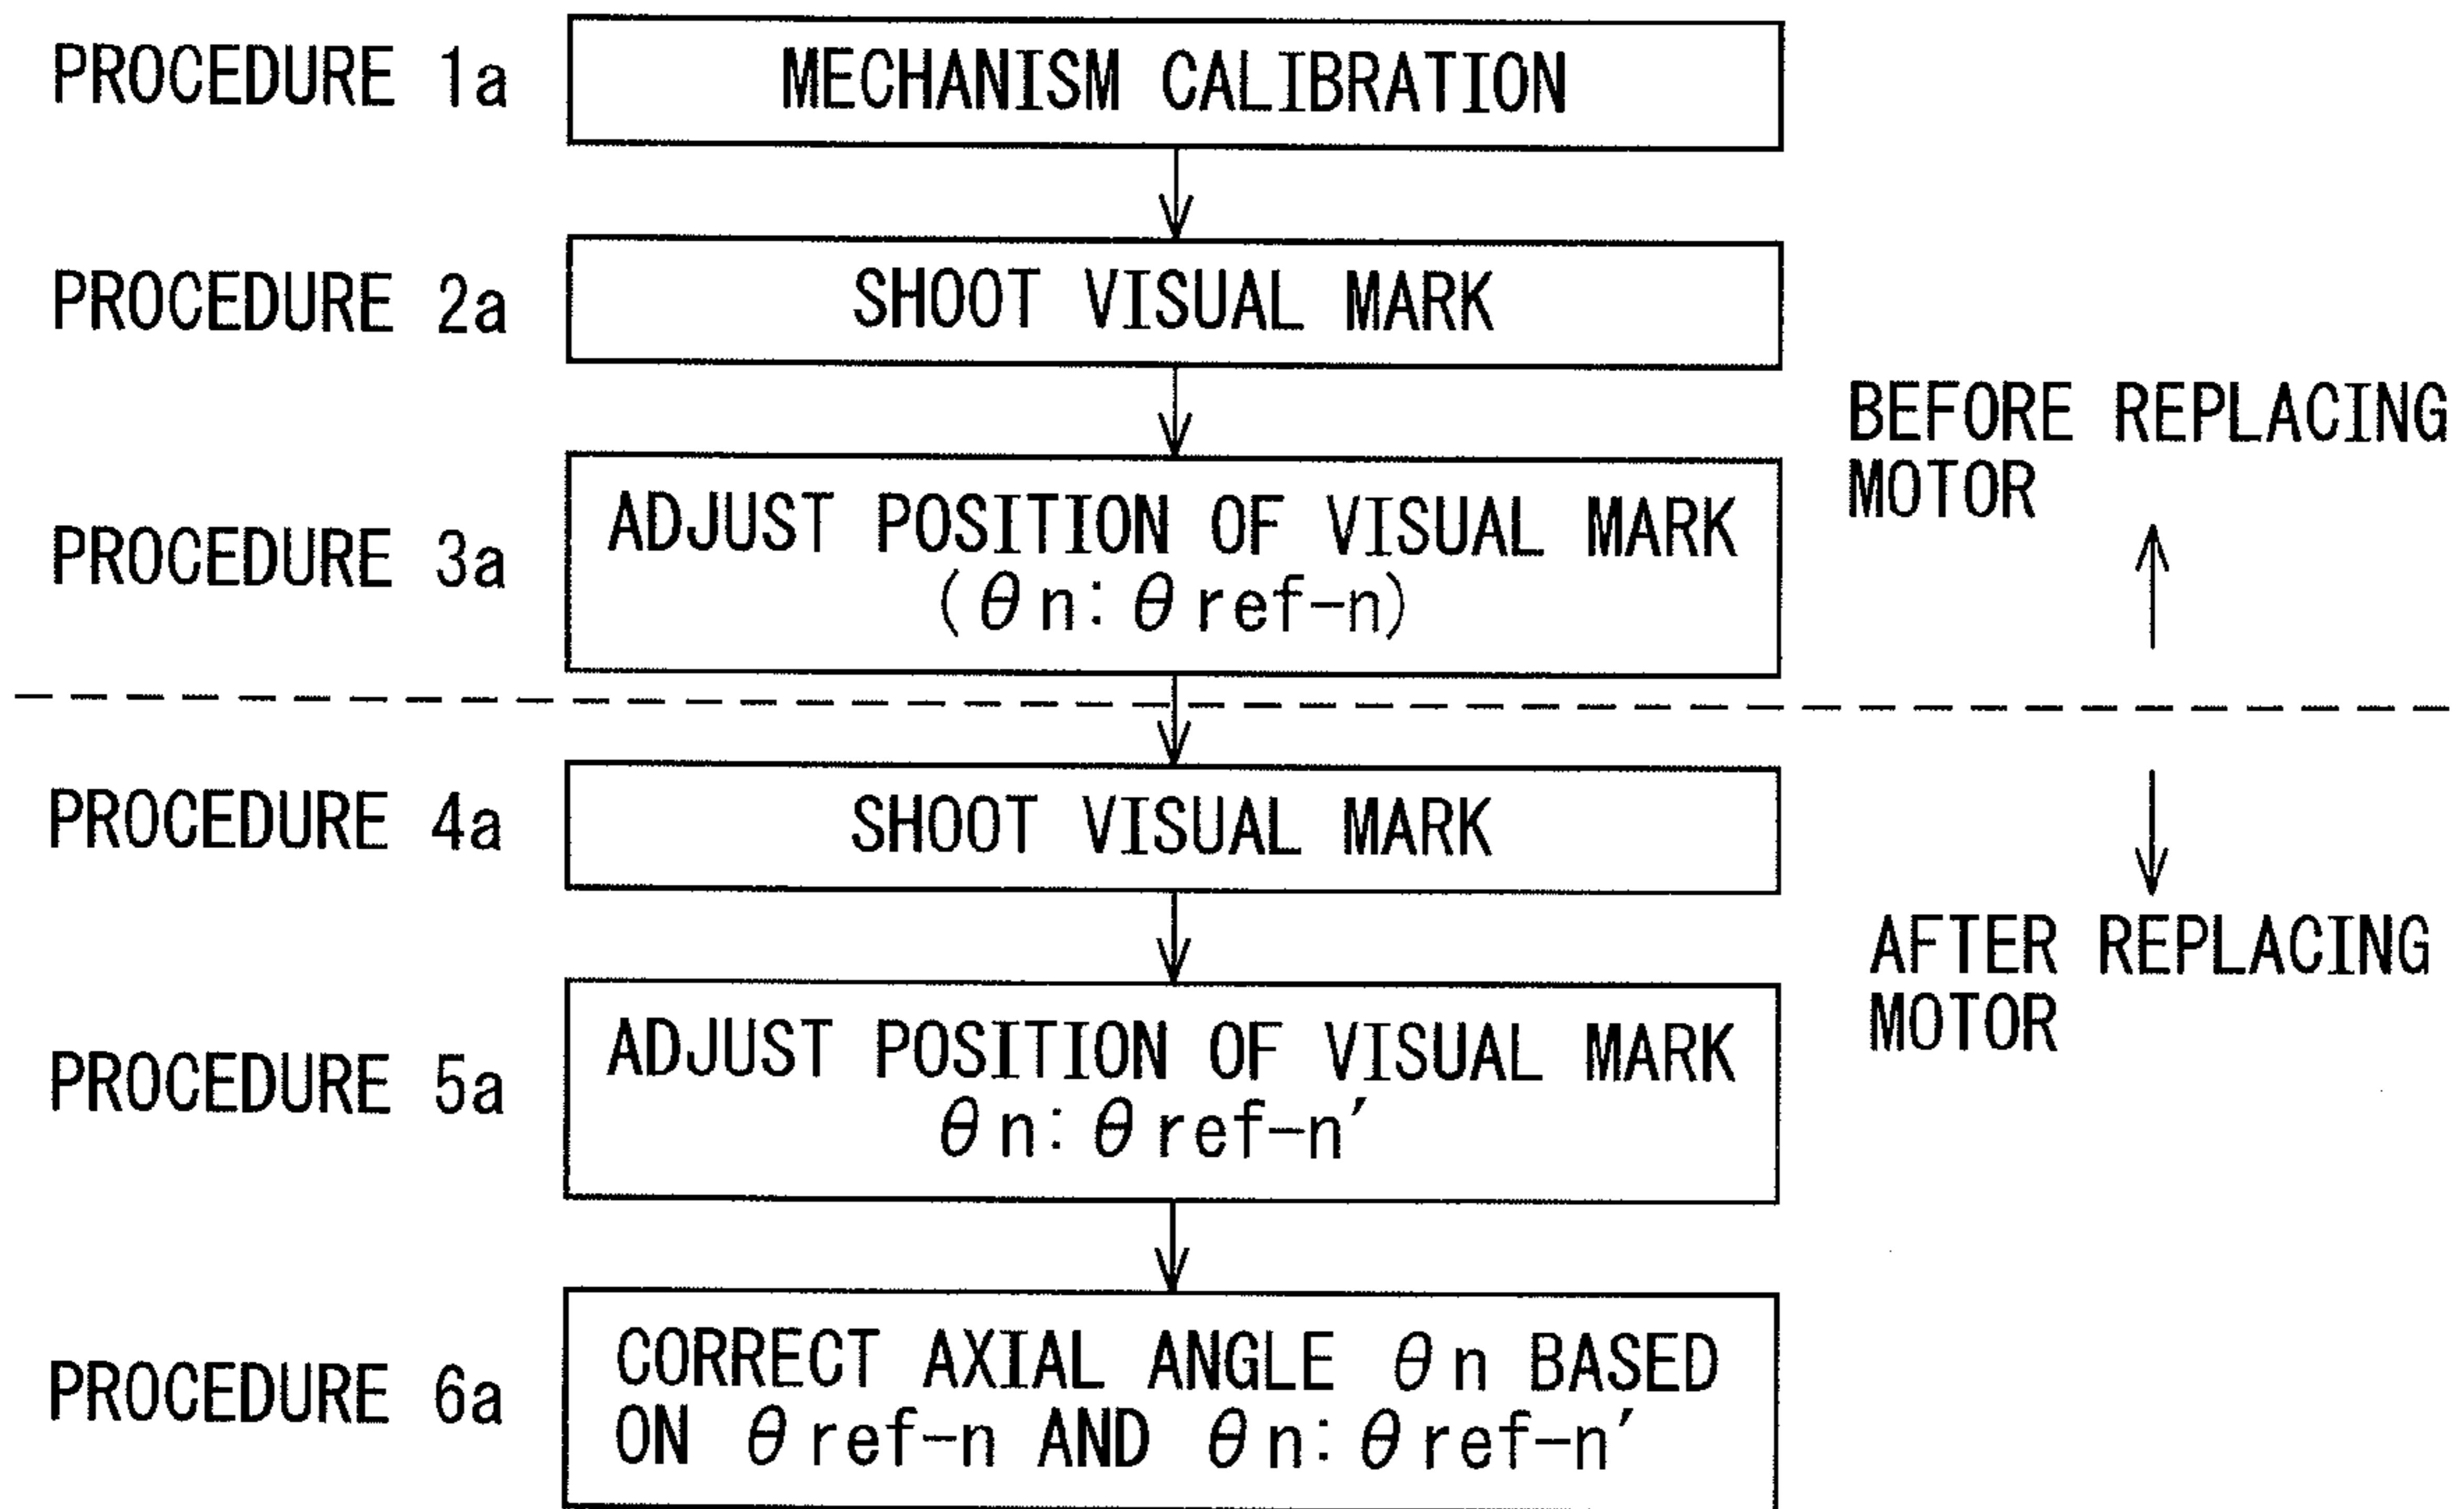 PROCEDURE 1a
MECHANISM CALIBRATION
PROCEDURE 2a
SHOOT VISUAL MARK
PROCEDURE 3a
ADJUST POSITION OF VISUAL MARK
(θn:θref-n)
BEFORE REPLACING
MOTOR
PROCEDURE 4a
SHOOT VISUAL MARK
AFTER REPLACING
MOTOR
PROCEDURE 5a
ADJUST POSITION OF VISUAL MARK
θn:θref-n′
PROCEDURE 6a
CORRECT AXIAL ANGLE θn BASED
ON θref-n AND θn:θref-n′